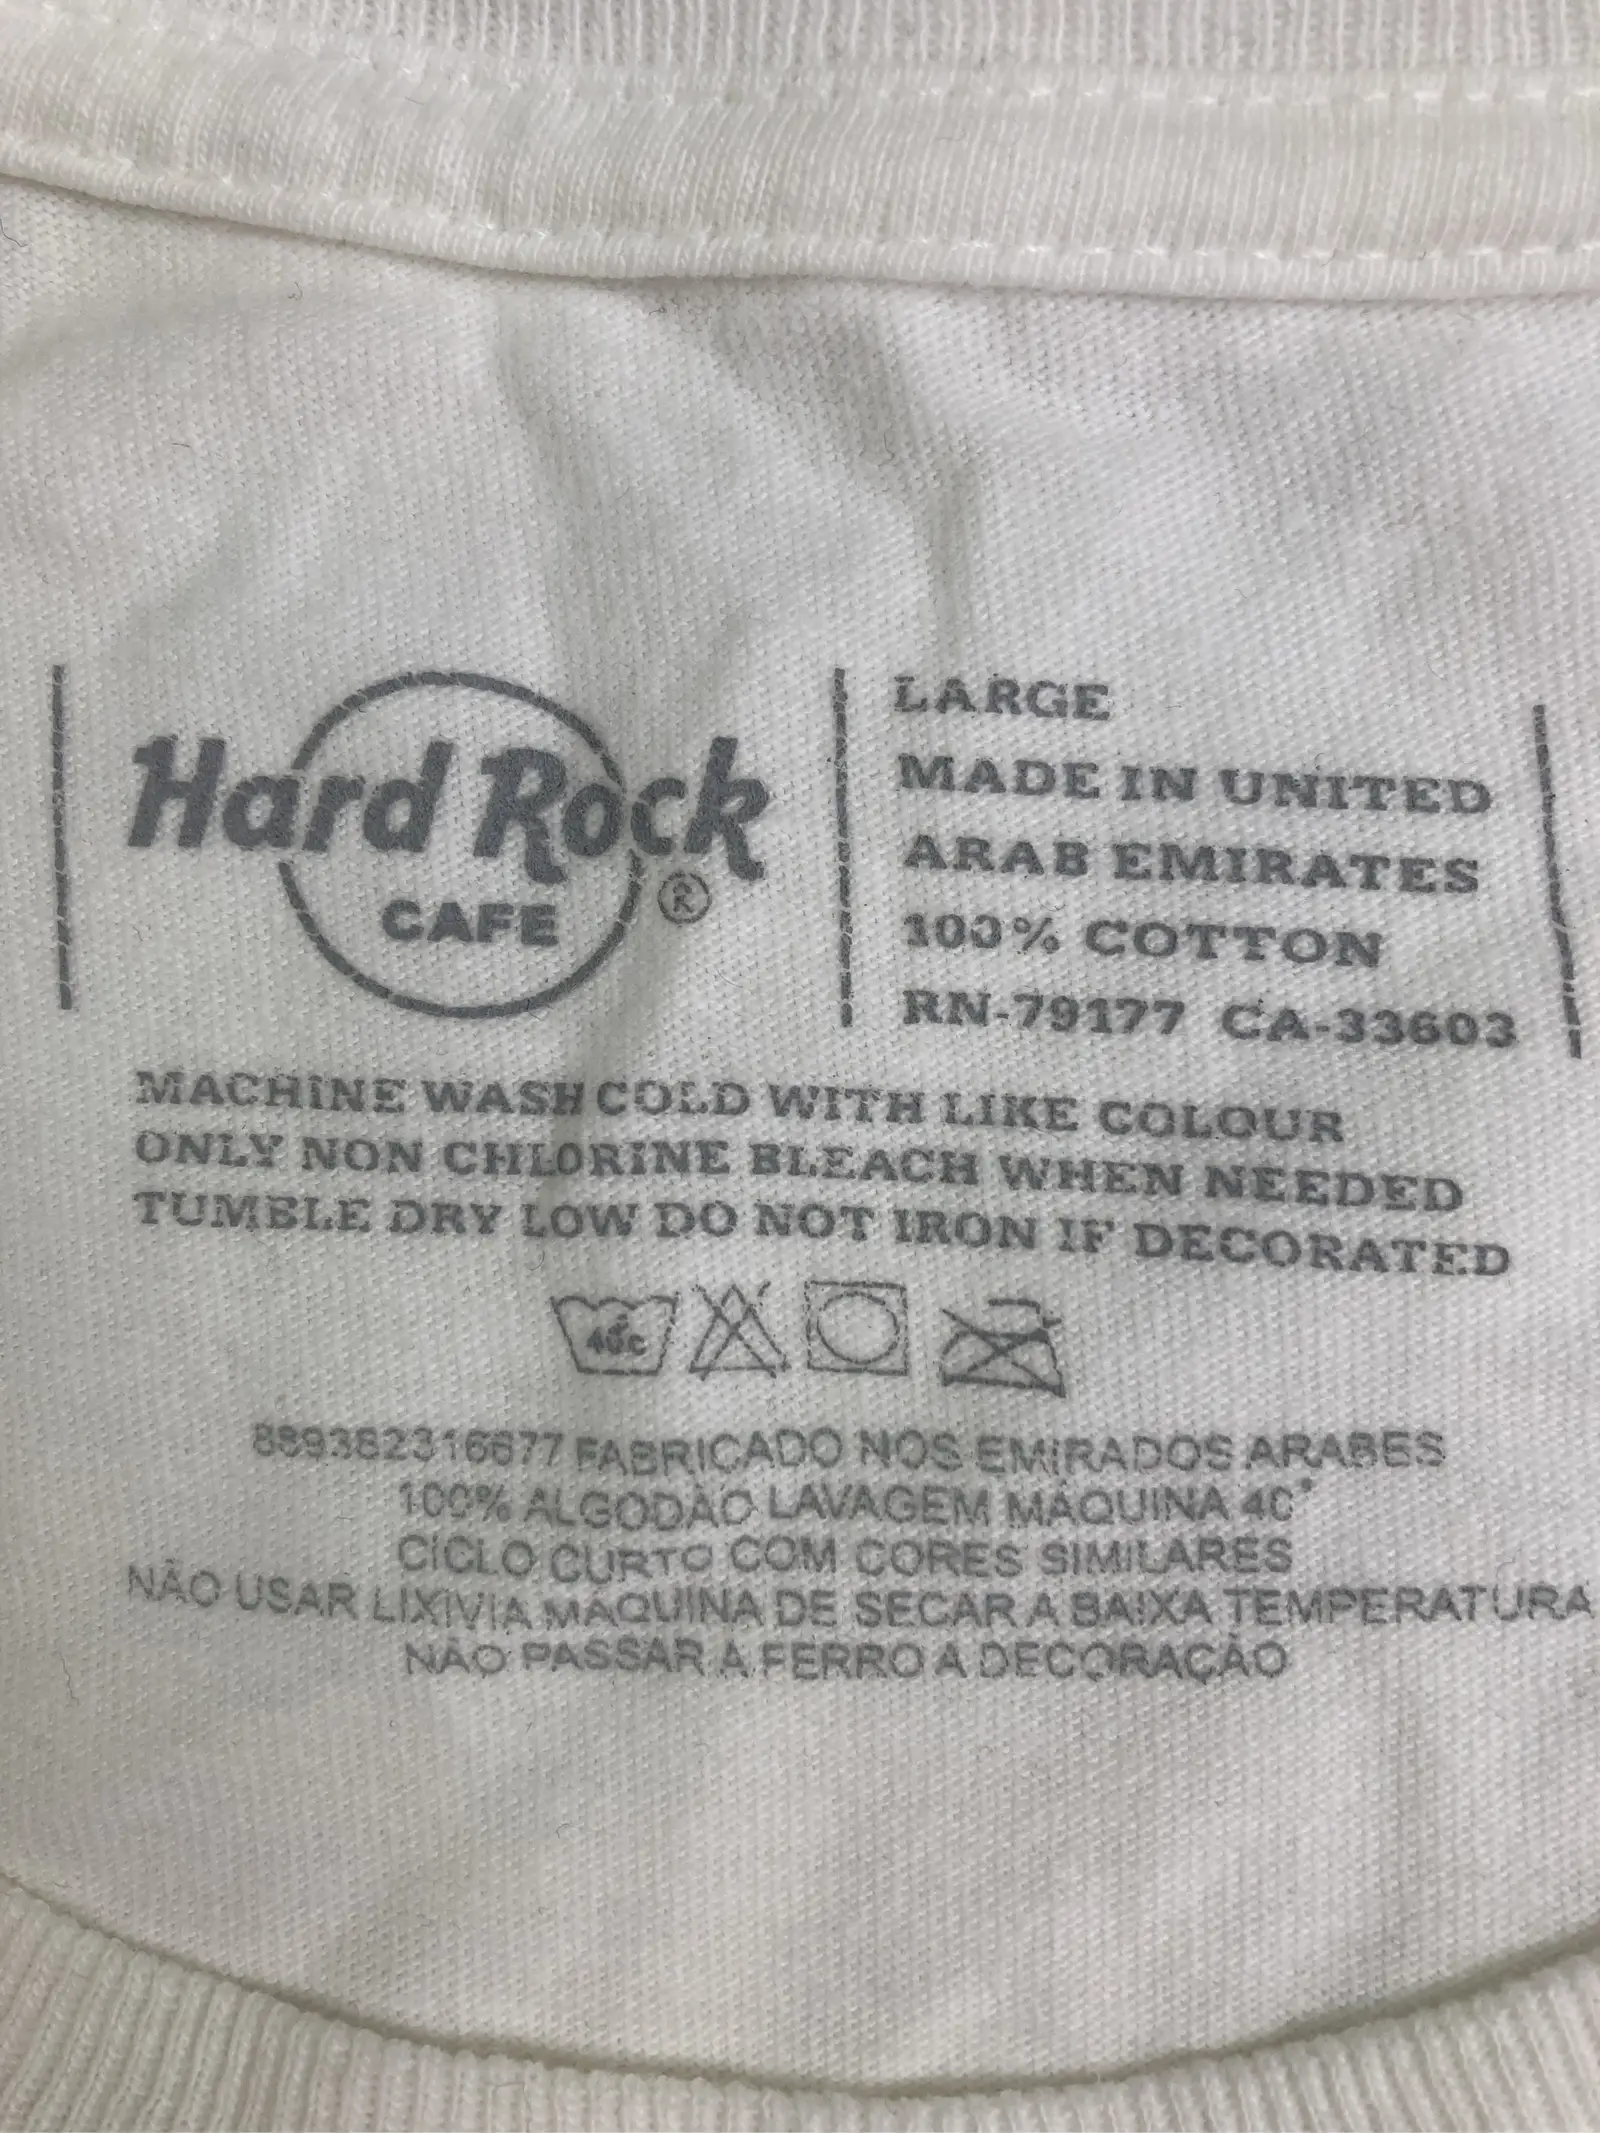 Hard Rock
CAFE
®
LARGE
MADE IN UNITED
ARAB EMIRATES
100% COTTON
RN-79177 CA-33603
MACHINE WASH COLD WITH LIKE COLOUR
ONLY NON CHLORINE BLEACH WHEN NEEDED
TUMBLE DRY LOW DO NOT IRON IF DECORATED
40°c
889382316677 FABRICADO NOS EMIRADOS ARABES
100% ALGODÃO LAVAGEM MÁQUINA 40°
CICLO CURTO COM CORES SIMILARES
NÃO USAR LIXIVIA MÁQUINA DE SECAR A BAIXA TEMPERATURA
NÃO PASSAR A FERRO A DECORAÇÃO